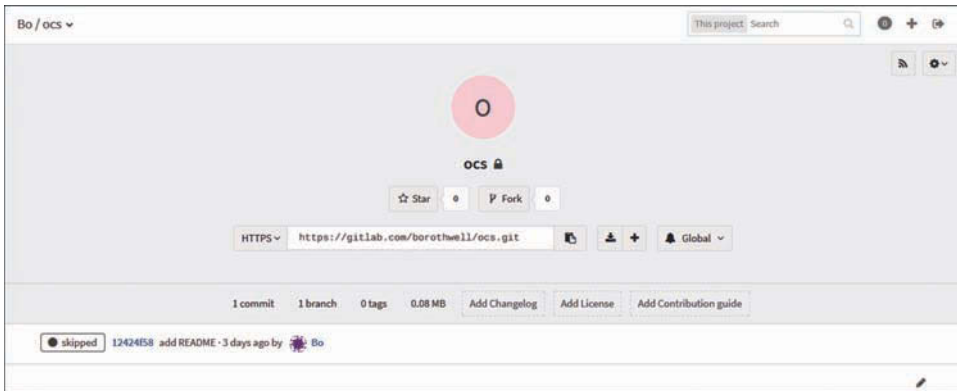 Bo / ocs
This project Search
0
O
ocs
Star 0 Fork 0
HTTPS https://gitlab.com/borothwell/ocs.git Global
1 commit 1 branch 0 tags 0.08 MB Add Changelog Add License Add Contribution guide
skipped 12424f58 add README · 3 days ago by Bo